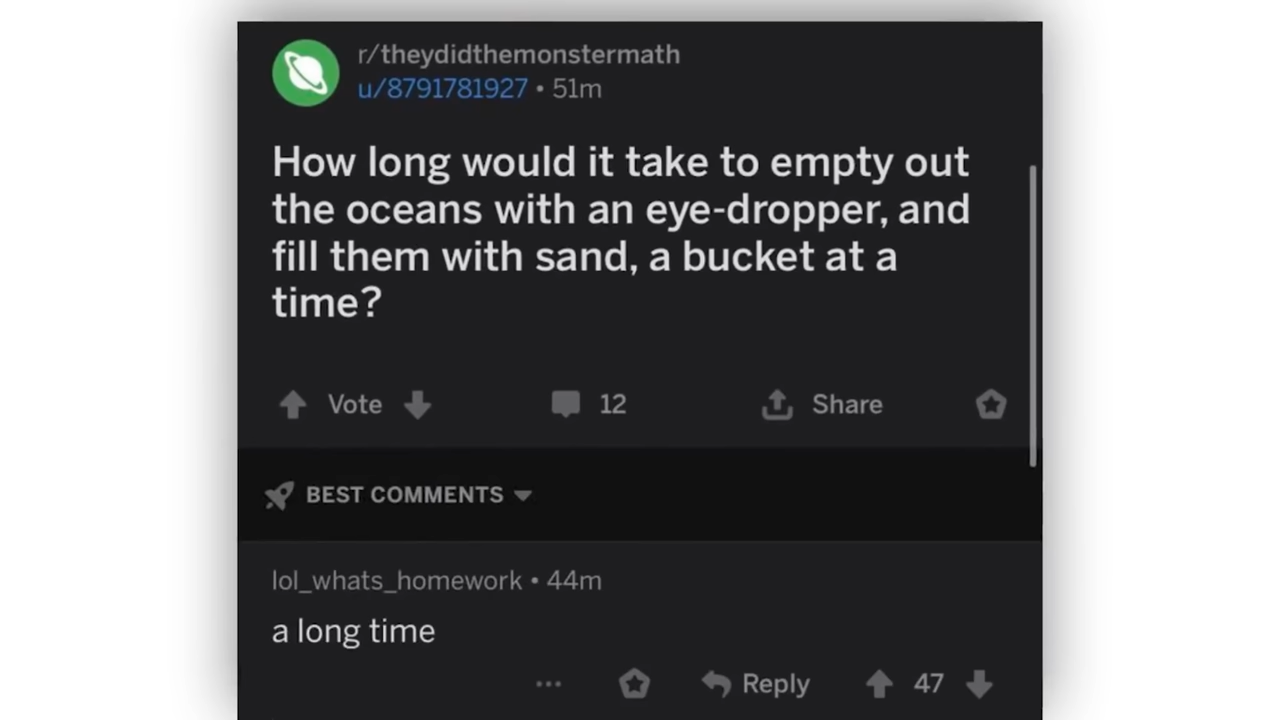 r/theydidthemonstermath
u/8791781927 • 51m
How long would it take to empty out
the oceans with an eye-dropper, and
fill them with sand, a bucket at a
time?
Vote 12 Share
BEST COMMENTS
lol_whats_homework • 44m
a long time
... Reply 47